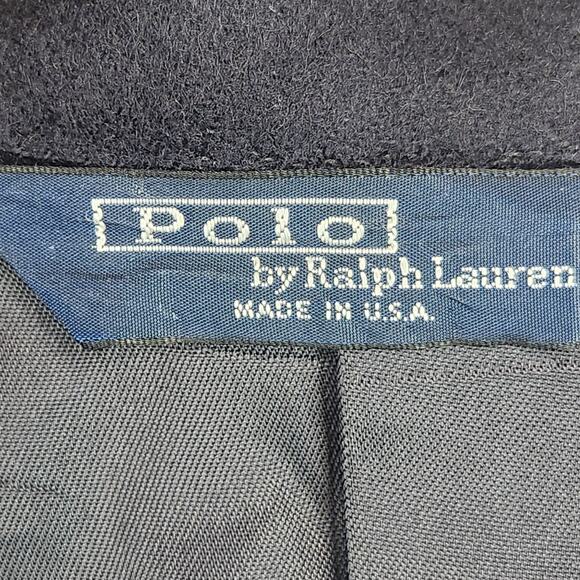 Polo
by Ralph Lauren
MADE IN U.S.A.